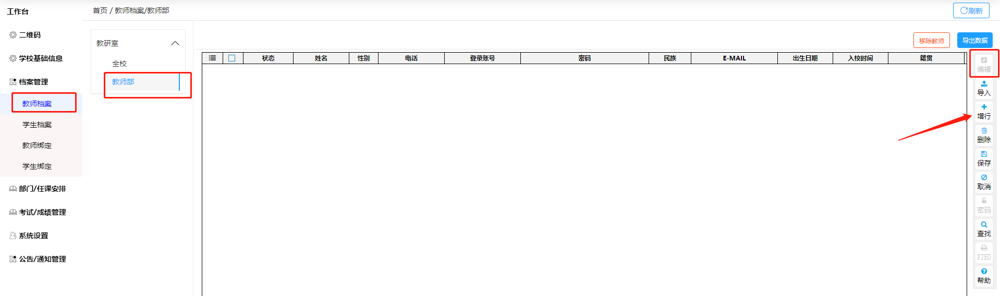 工作台
首页 / 教师档案/教师部
刷新
二维码
学校基础信息
档案管理
教师档案
学生档案
教师绑定
学生绑定
部门/任课安排
考试/成绩管理
系统设置
公告/通知管理
教研室
全校
教师部
移除教师
导出数据
状态 姓名 性别 电话 登录账号 密码 民族 E-MAIL 出生日期 入校时间 籍贯
编辑
导入
增行
删除
保存
取消
密码
查找
打印
帮助